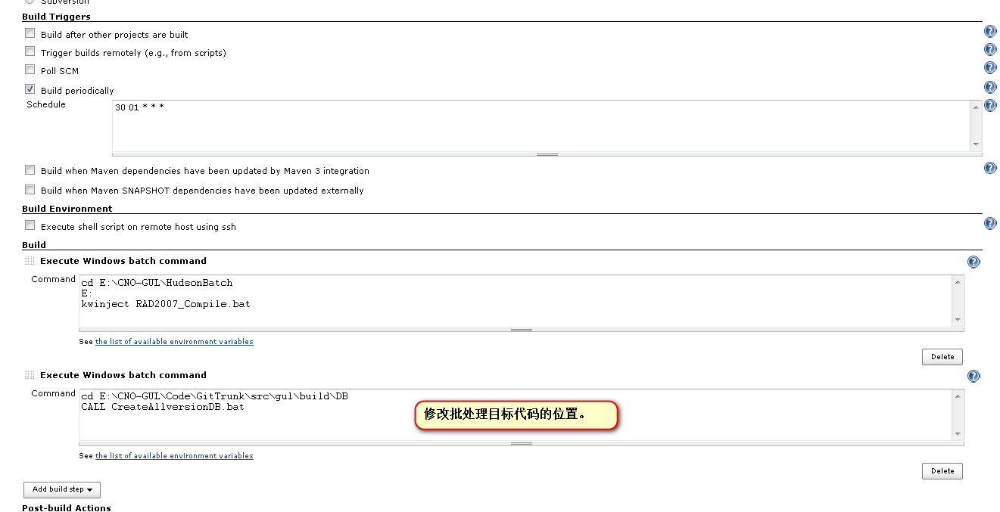 Subversion
Build Triggers
Build after other projects are built
Trigger builds remotely (e.g., from scripts)
Poll SCM
Build periodically
Schedule
30 01 * * *
Build when Maven dependencies have been updated by Maven 3 integration
Build when Maven SNAPSHOT dependencies have been updated externally
Build Environment
Execute shell script on remote host using ssh
Build
Execute Windows batch command
Command
cd E:\CNO-GUL\HudsonBatch
E:
kwinject RAD2007_Compile.bat
See the list of available environment variables
Delete
Execute Windows batch command
Command
cd E:\CNO-GUL\Code\GitTrunk\src\gul\build\DB
CALL CreateAllversionDB.bat
修改批处理目标代码的位置。
See the list of available environment variables
Delete
Add build step
Post-build Actions